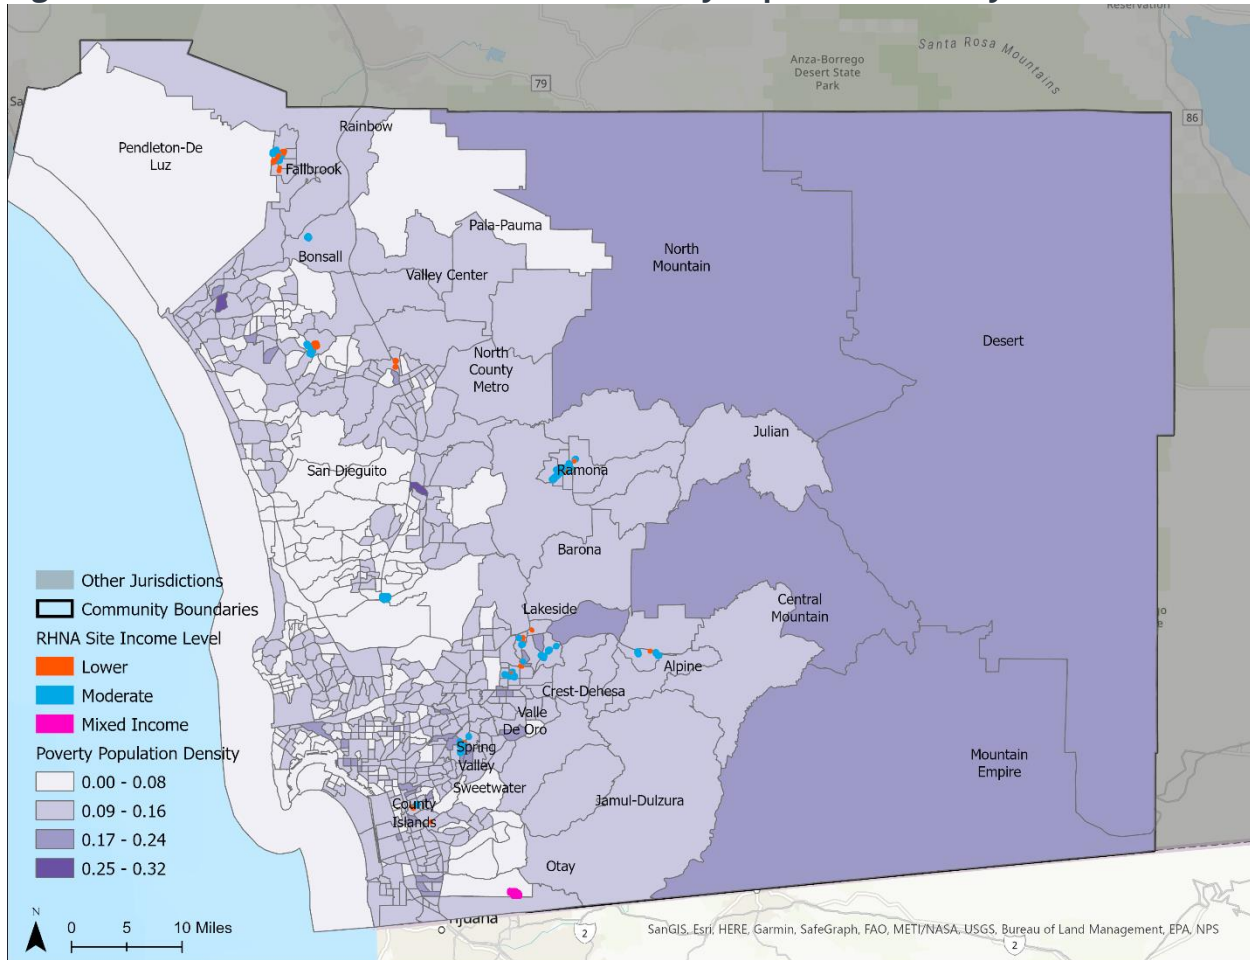 Reservation
Santa Rosa Mountains
Anza-Borrego
Desert State
Park
79
86
Rainbow
Pendleton-De
Luz
Fallbrook
Pala-Pauma
Bonsall
Valley Center
North
Mountain
Desert
North
County
Metro
Julian
San Dieguito
Ramona
Barona
Lakeside
Central
Mountain
Alpine
Crest-Dehesa
Valle
De Oro
Spring
Valley
Sweetwater
Mountain
Empire
County
Islands
Jamul-Dulzura
Otay
Other Jurisdictions
Community Boundaries
RHNA Site Income Level
Lower
Moderate
Mixed Income
Poverty Population Density
0.00 - 0.08
0.09 - 0.16
0.17 - 0.24
0.25 - 0.32
N
0 5 10 Miles
2
2
SanGIS, Esri, HERE, Garmin, SafeGraph, FAO, METI/NASA, USGS, Bureau of Land Management, EPA, NPS